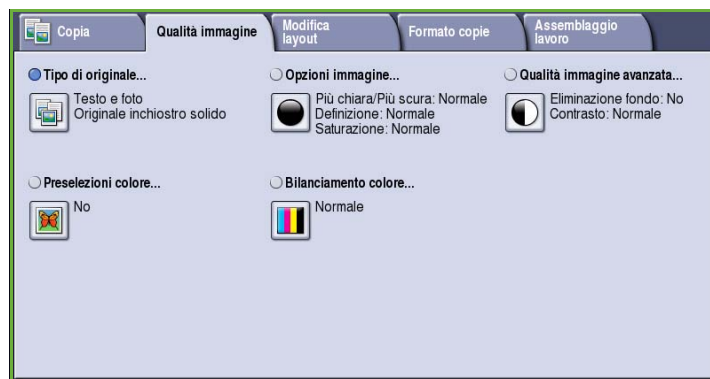 Copia
Qualità immagine
Modifica
layout
Formato copie
Assemblaggio
lavoro
Tipo di originale...
Testo e foto
Originale inchiostro solido
Opzioni immagine...
Più chiara/Più scura: Normale
Definizione: Normale
Saturazione: Normale
Qualità immagine avanzata...
Eliminazione fondo: No
Contrasto: Normale
Preselezioni colore...
No
Bilanciamento colore...
Normale